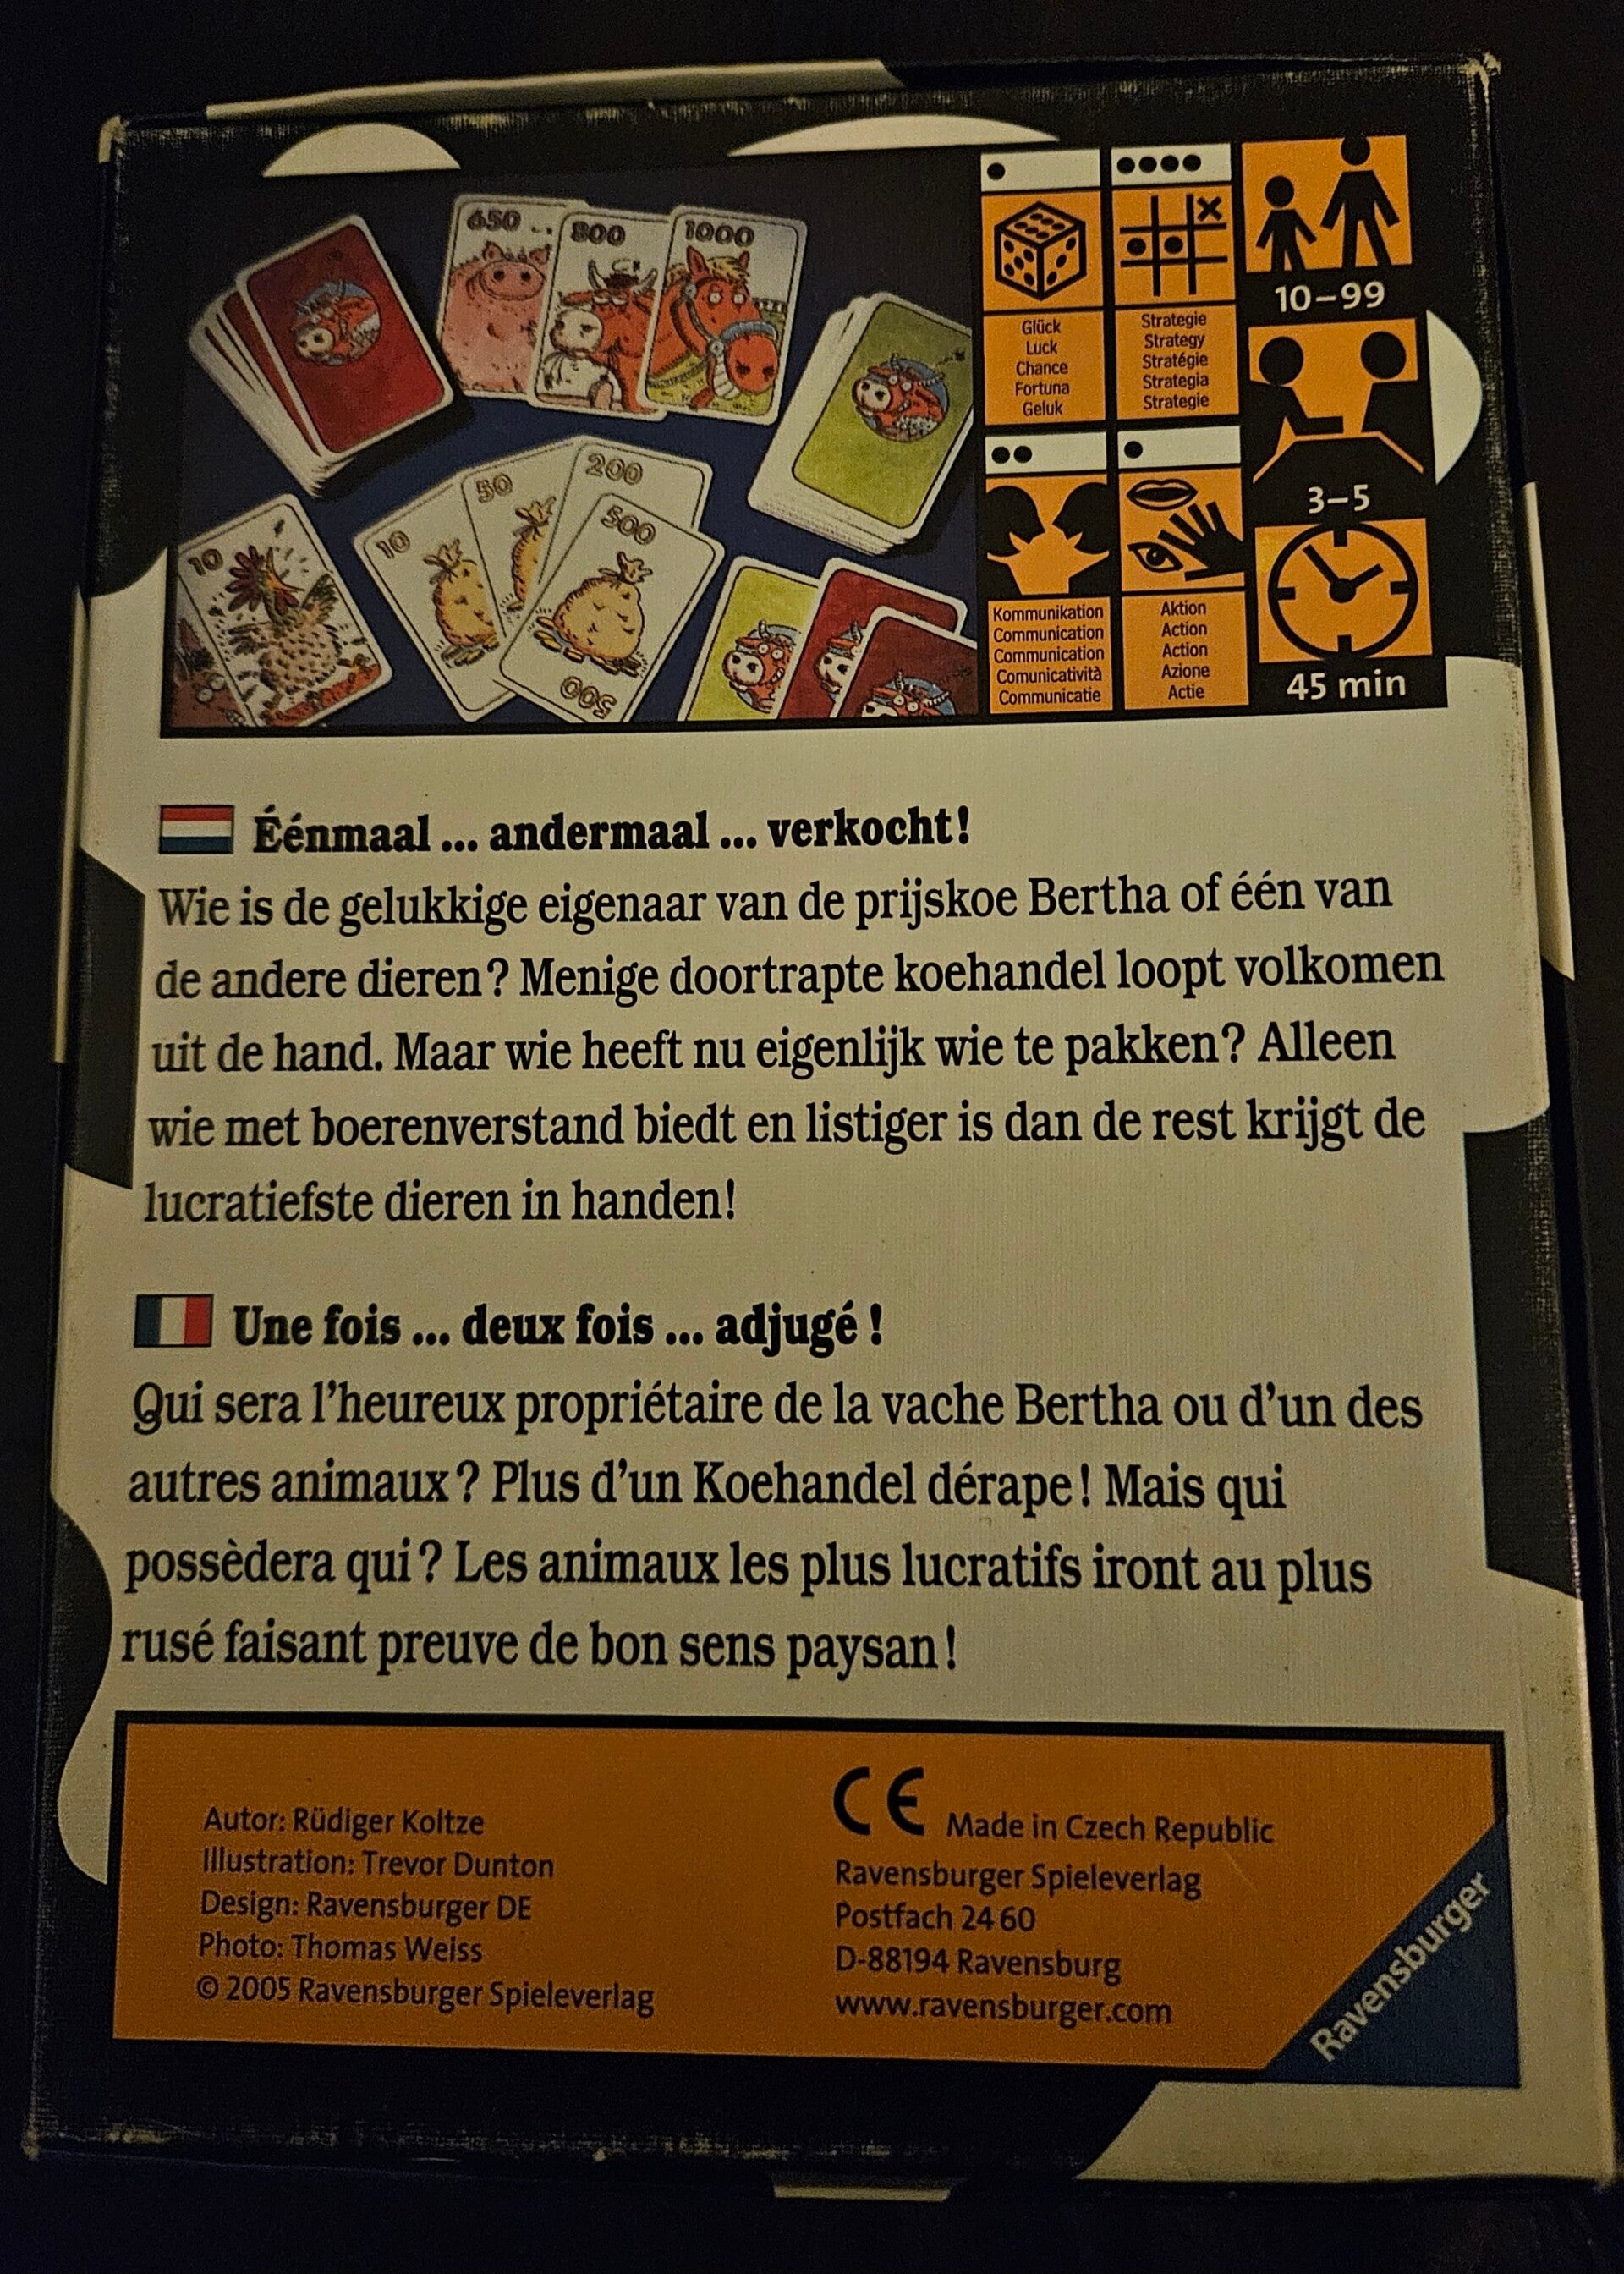 650
800
1000
10
10
50
200
500
500
Glück
Luck
Chance
Fortuna
Geluk
Strategie
Strategy
Stratégie
Strategia
Strategie
10–99
Kommunikation
Communication
Communication
Comunicatività
Communicatie
Aktion
Action
Action
Azione
Actie
3–5
45 min
Éénmaal ... andermaal ... verkocht!
Wie is de gelukkige eigenaar van de prijskoe Bertha of één van
de andere dieren? Menige doortrapte koehandel loopt volkomen
uit de hand. Maar wie heeft nu eigenlijk wie te pakken? Alleen
wie met boerenverstand biedt en listiger is dan de rest krijgt de
lucratiefste dieren in handen!
Une fois ... deux fois ... adjugé !
Qui sera l'heureux propriétaire de la vache Bertha ou d'un des
autres animaux ? Plus d'un Koehandel dérape ! Mais qui
possèdera qui ? Les animaux les plus lucratifs iront au plus
rusé faisant preuve de bon sens paysan !
Autor: Rüdiger Koltze
Illustration: Trevor Dunton
Design: Ravensburger DE
Photo: Thomas Weiss
© 2005 Ravensburger Spieleverlag
CE Made in Czech Republic
Ravensburger Spieleverlag
Postfach 24 60
D-88194 Ravensburg
www.ravensburger.com
Ravensburger